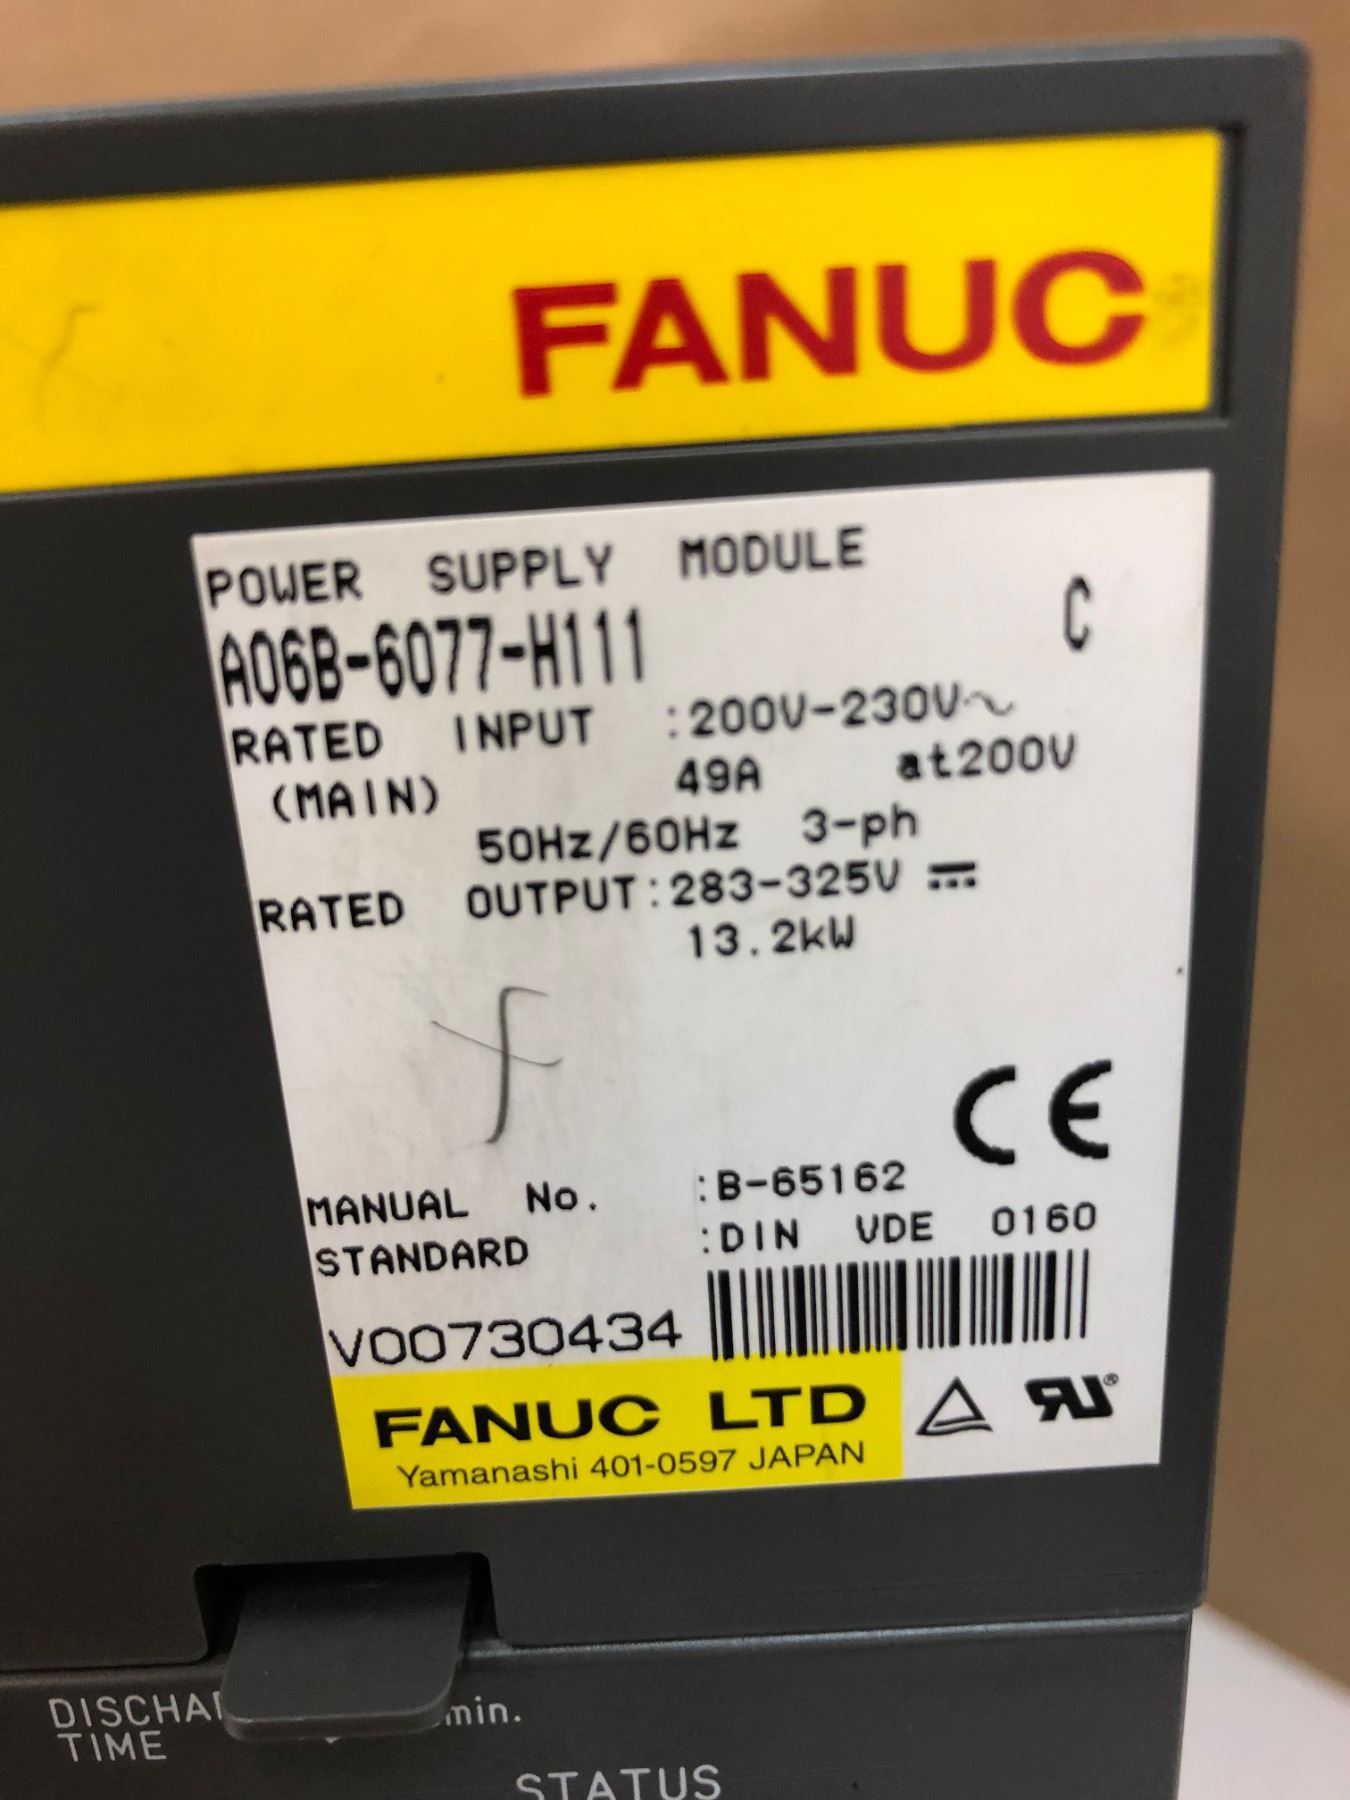 FANUC
POWER SUPPLY MODULE
A06B-6077-H111 C
RATED INPUT :200V-230V~
(MAIN) 49A at200V
50Hz/60Hz 3-ph
RATED OUTPUT:283-325V ⎓
13.2kW
F
CE
MANUAL No. :B-65162
STANDARD :DIN VDE 0160
V00730434
FANUC LTD
Yamanashi 401-0597 JAPAN
min.
TIME
STATUS